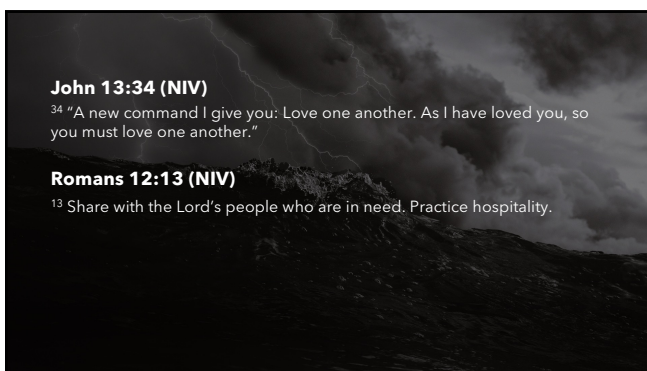 John 13:34 (NIV)
34 “A new command I give you: Love one another. As I have loved you, so
you must love one another.”
Romans 12:13 (NIV)
13 Share with the Lord’s people who are in need. Practice hospitality.